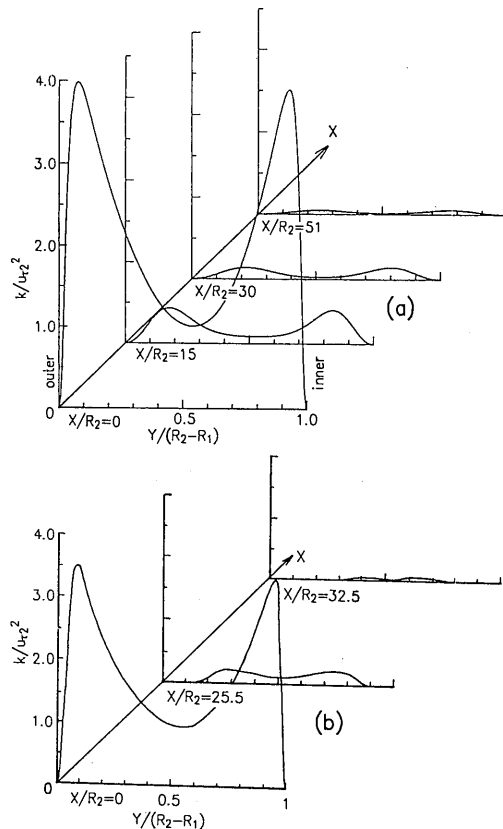 X
4.0
3.0
k/uτ2²
2.0
1.0
outer
0
X/R2=0
X/R2=15
X/R2=30
X/R2=51
(a)
inner
0.5
1.0
Y/(R2−R1)
X
4.0
3.0
k/uτ2²
2.0
1.0
0
X/R2=0
X/R2=25.5
X/R2=32.5
(b)
0.5
1
Y/(R2−R1)